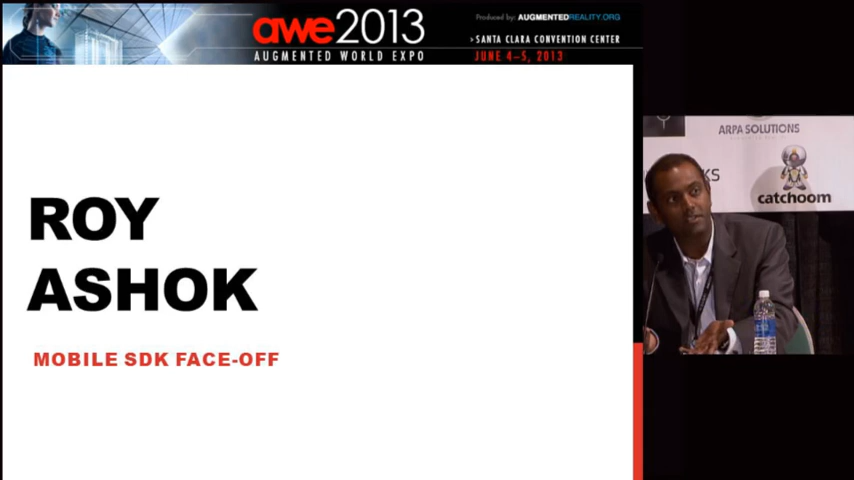 awe2013
AUGMENTED WORLD EXPO
Produced by: AUGMENTEDREALITY.ORG
> SANTA CLARA CONVENTION CENTER
JUNE 4–5, 2013
ROY
ASHOK
MOBILE SDK FACE-OFF
ARPA SOLUTIONS
KS
catchoom